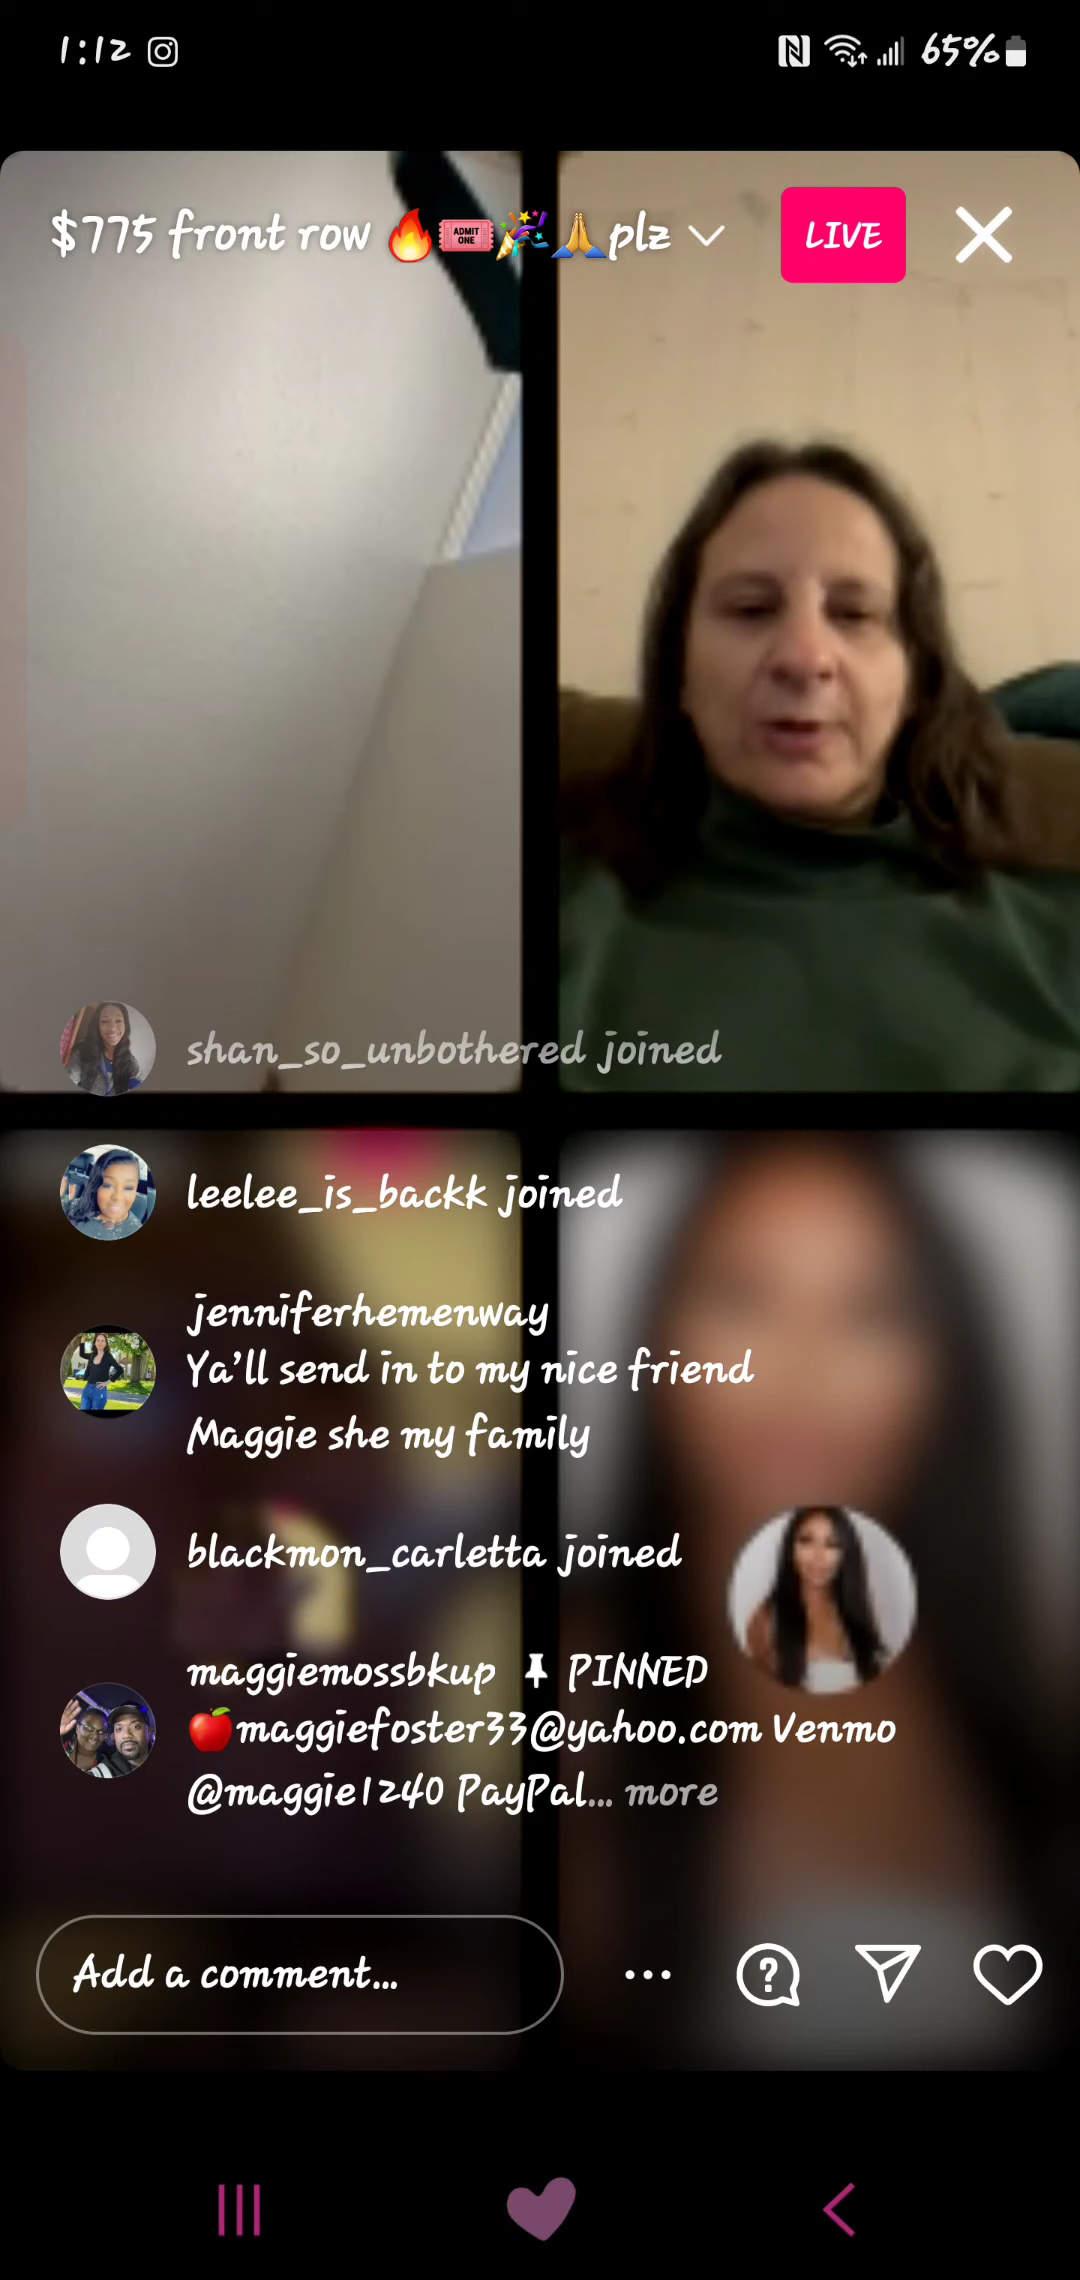 1:12 65%
$775 front row 🔥🎟️🎉🙏plz
ADMIT ONE
LIVE
shan_so_unbothered joined
leelee_is_backk joined
jenniferhemenway
Ya'll send in to my nice friend
Maggie she my family
blackmon_carletta joined
maggiemossbkup PINNED
🍎maggiefoster33@yahoo.com Venmo
@maggie1240 PayPal... more
Add a comment...